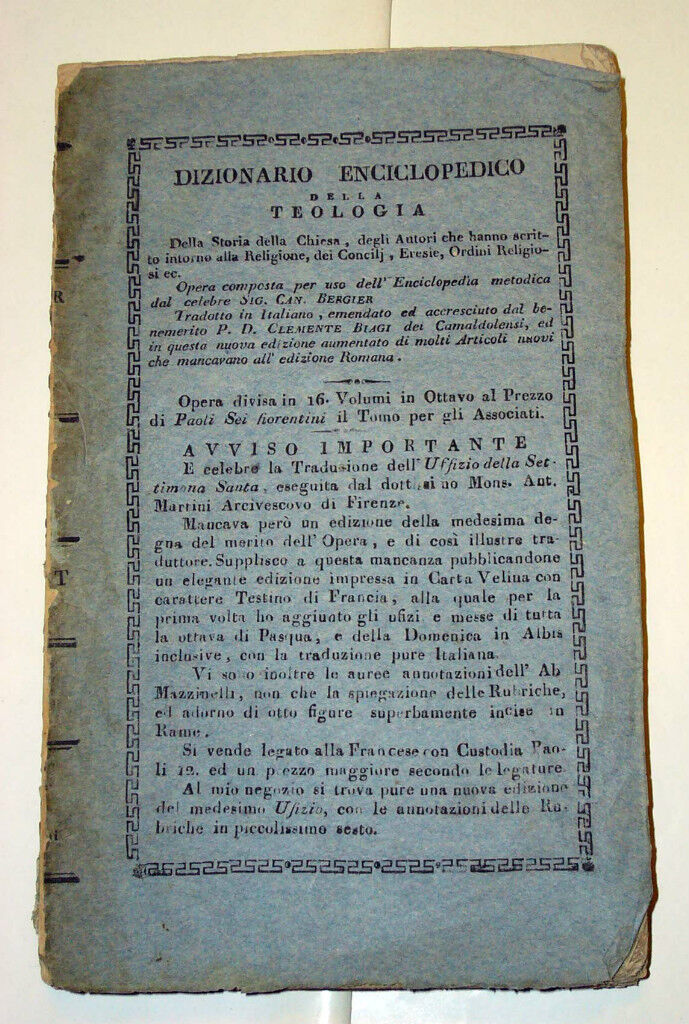 DIZIONARIO ENCICLOPEDICO
DELLA
TEOLOGIA
Della Storia della Chiesa, degli Autori che hanno scrit-
to intorno alla Religione, dei Concilj, Eresie, Ordini Religio-
si ec.
Opera composta per uso dell' Enciclopedia metodica
dal celebre SIG. CAN. BERGIER
Tradotto in Italiano, emendato ed accresciuto dal be-
nemerito P. D. CLEMENTE BIAGI dei Camaldolensi, ed
in questa nuova edizione aumentato di molti Articoli nuovi
che mancavano all' edizione Romana.
Opera divisa in 16. Volumi in Ottavo al Prezzo
di Paoli Sei fiorentini il Tomo per gli Associati.
AVVISO IMPORTANTE
E celebre la Traduzione dell' Uffizio della Set-
timana Santa, eseguita dal dottissimo Mons. Ant.
Martini Arcivescovo di Firenze.
Mancava però un edizione della medesima de-
gna del merito dell' Opera, e di così illustre tra-
duttore. Supplisco a questa mancanza pubblicandone
un elegante edizione impressa in Carta Velina con
carattere Testino di Francia, alla quale per la
prima volta ho aggiunto gli ufizi e messe di tutta
la ottava di Pasqua, e della Domenica in Albis
inclusive, con la traduzione pure Italiana.
Vi sono inoltre le auree annotazioni dell' Ab
Mazzinelli, non che la spiegazione delle Rubriche,
ed adorno di otto figure superbamente incise in
Rame.
Si vende legato alla Francese con Custodia Pao-
li 12. ed un prezzo maggiore secondo le legature
Al mio negozio si trova pure una nuova edizione
del medesimo Ufizio, con le annotazioni delle Ru-
briche in piccolissimo sesto.
R
T